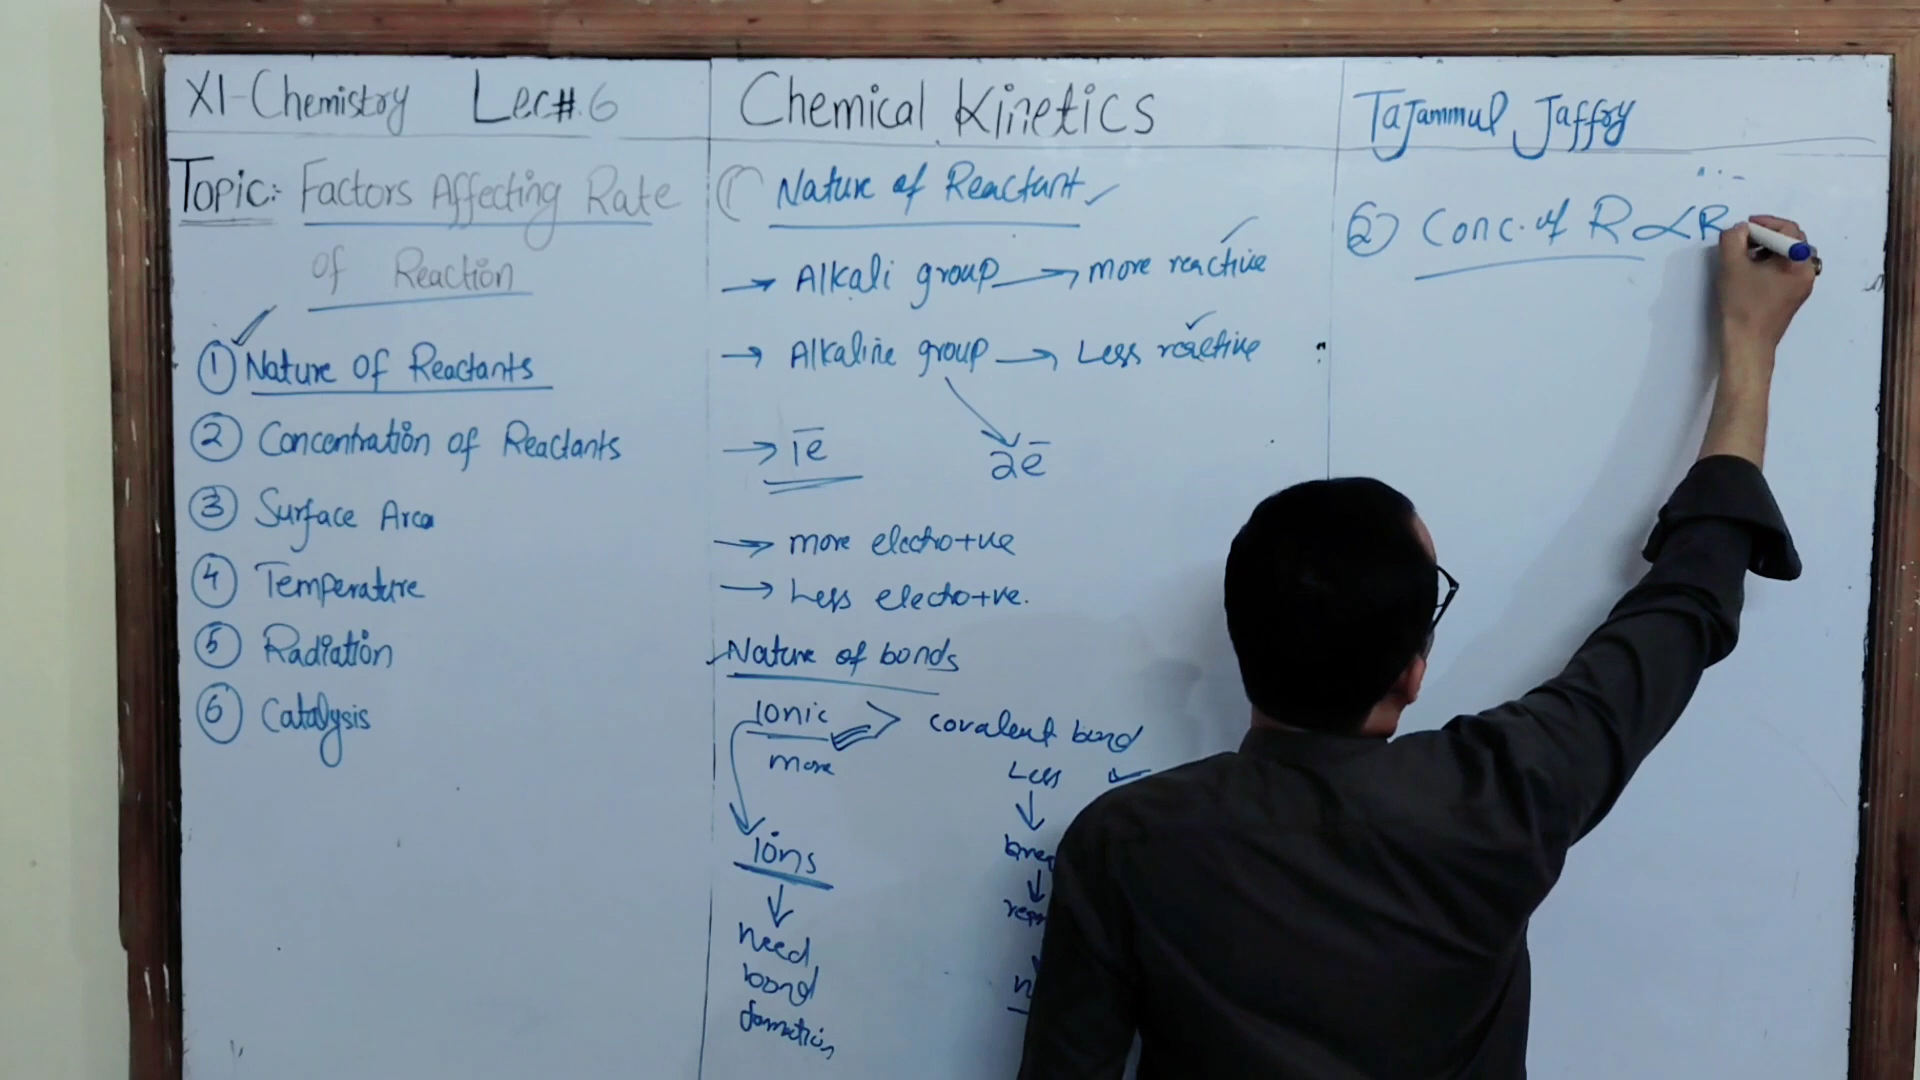 XI-Chemistry Lec#.6
Chemical Kinetics
Tajammul Jaffry
Topic:- Factors Affecting Rate
of Reaction
① Nature of Reactants
② Concentration of Reactants
③ Surface Area
④ Temperature
⑤ Radiation
⑥ Catalysis
① Nature of Reactant ✓
→ Alkali group → more reactive
→ Alkaline group → Less reactive
→ 1e̅ 2e̅
→ more electro+ve
→ Less electro+ve.
Nature of bonds
Ionic > covalent bond
more Less
Ions
↓
need
bond
formation
② Conc. of R ∝ R